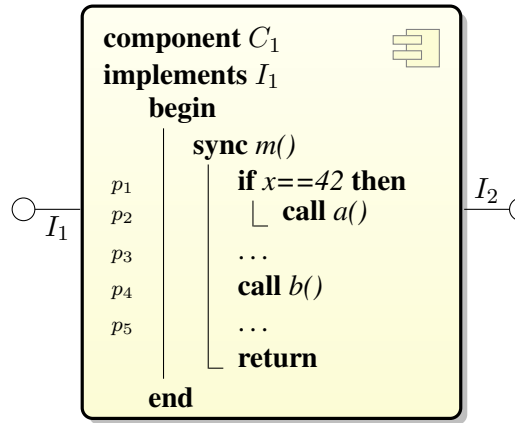 component C₁
implements I₁
begin
sync m()
p₁ if x==42 then
p₂ call a()
I₁
I₂
p₃ ...
p₄ call b()
p₅ ...
return
end